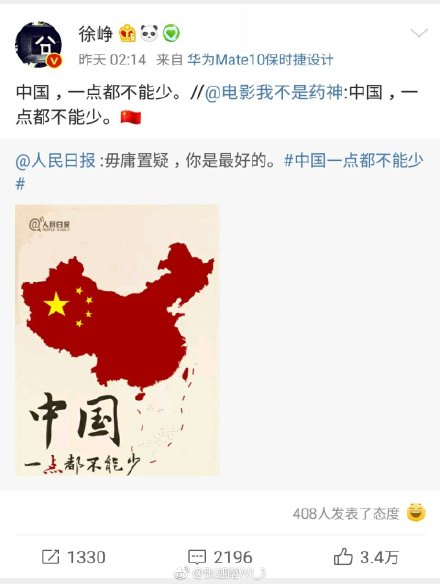 徐峥
昨天 02:14 来自 华为Mate10保时捷设计
中国，一点都不能少。//@电影我不是药神:中国，一
点都不能少。
@人民日报 :毋庸置疑，你是最好的。#中国一点都不能少
#
@人民日报
PEOPLE'S DAILY
中国
一点都不能少
408人发表了态度
1330
2196
3.4万